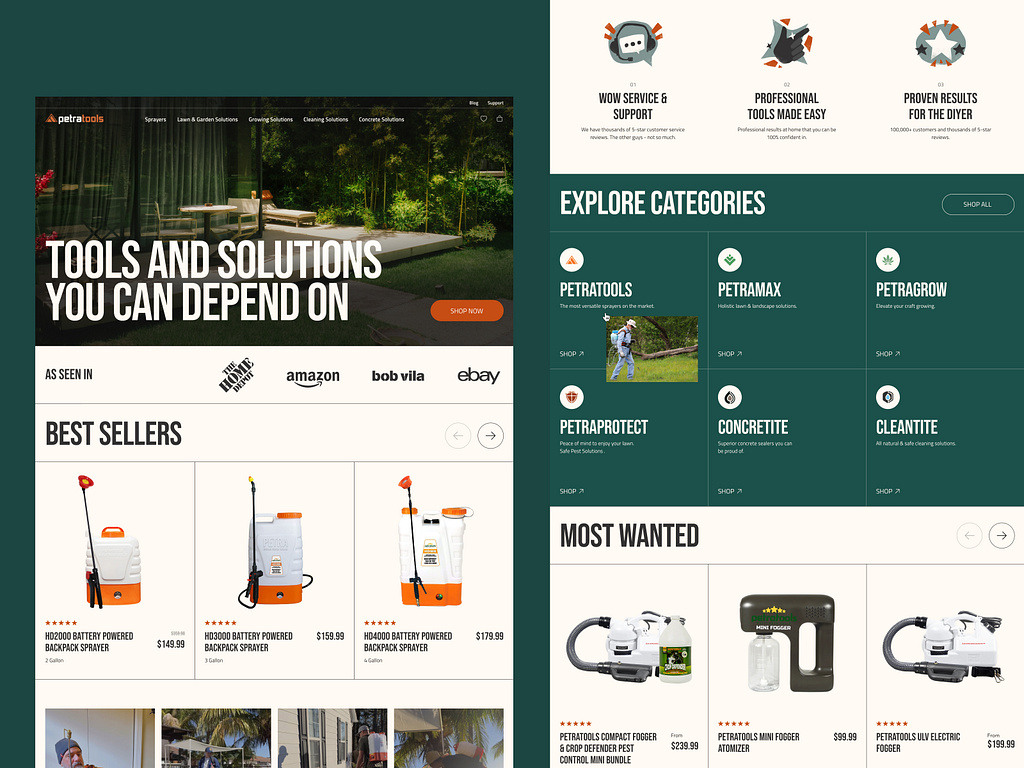 Blog Support
petratools
Sprayers Lawn & Garden Solutions Growing Solutions Cleaning Solutions Concrete Solutions
TOOLS AND SOLUTIONS
YOU CAN DEPEND ON
SHOP NOW
AS SEEN IN
THE
HOME
DEPOT
amazon
bob vila
ebay
BEST SELLERS
HD2000 BATTERY POWERED
BACKPACK SPRAYER
$149.99
2 Gallon
HD3000 BATTERY POWERED
BACKPACK SPRAYER
$159.99
3 Gallon
HD4000 BATTERY POWERED
BACKPACK SPRAYER
$179.99
4 Gallon
01
WOW SERVICE &
SUPPORT
We have thousands of 5-star customer service
reviews. The other guys - not so much.
02
PROFESSIONAL
TOOLS MADE EASY
Professional results at home that you can be
100% confident in.
03
PROVEN RESULTS
FOR THE DIYER
100,000+ customers and thousands of 5-star
reviews.
EXPLORE CATEGORIES
SHOP ALL
PETRATOOLS
The most versatile sprayers on the market.
SHOP
PETRAMAX
Holistic lawn & landscape solutions.
SHOP
PETRAGROW
Elevate your craft growing.
SHOP
PETRAPROTECT
Peace of mind to enjoy your lawn.
Safe Pest Solutions .
SHOP
CONCRETITE
Superior concrete sealers you can
be proud of.
SHOP
CLEANTITE
All natural & safe cleaning solutions.
SHOP
MOST WANTED
MINI FOGGER
PETRATOOLS COMPACT FOGGER
& CROP DEFENDER PEST
CONTROL MINI BUNDLE
From
$239.99
PETRATOOLS MINI FOGGER
ATOMIZER
$99.99
PETRATOOLS ULV ELECTRIC
FOGGER
From
$199.99